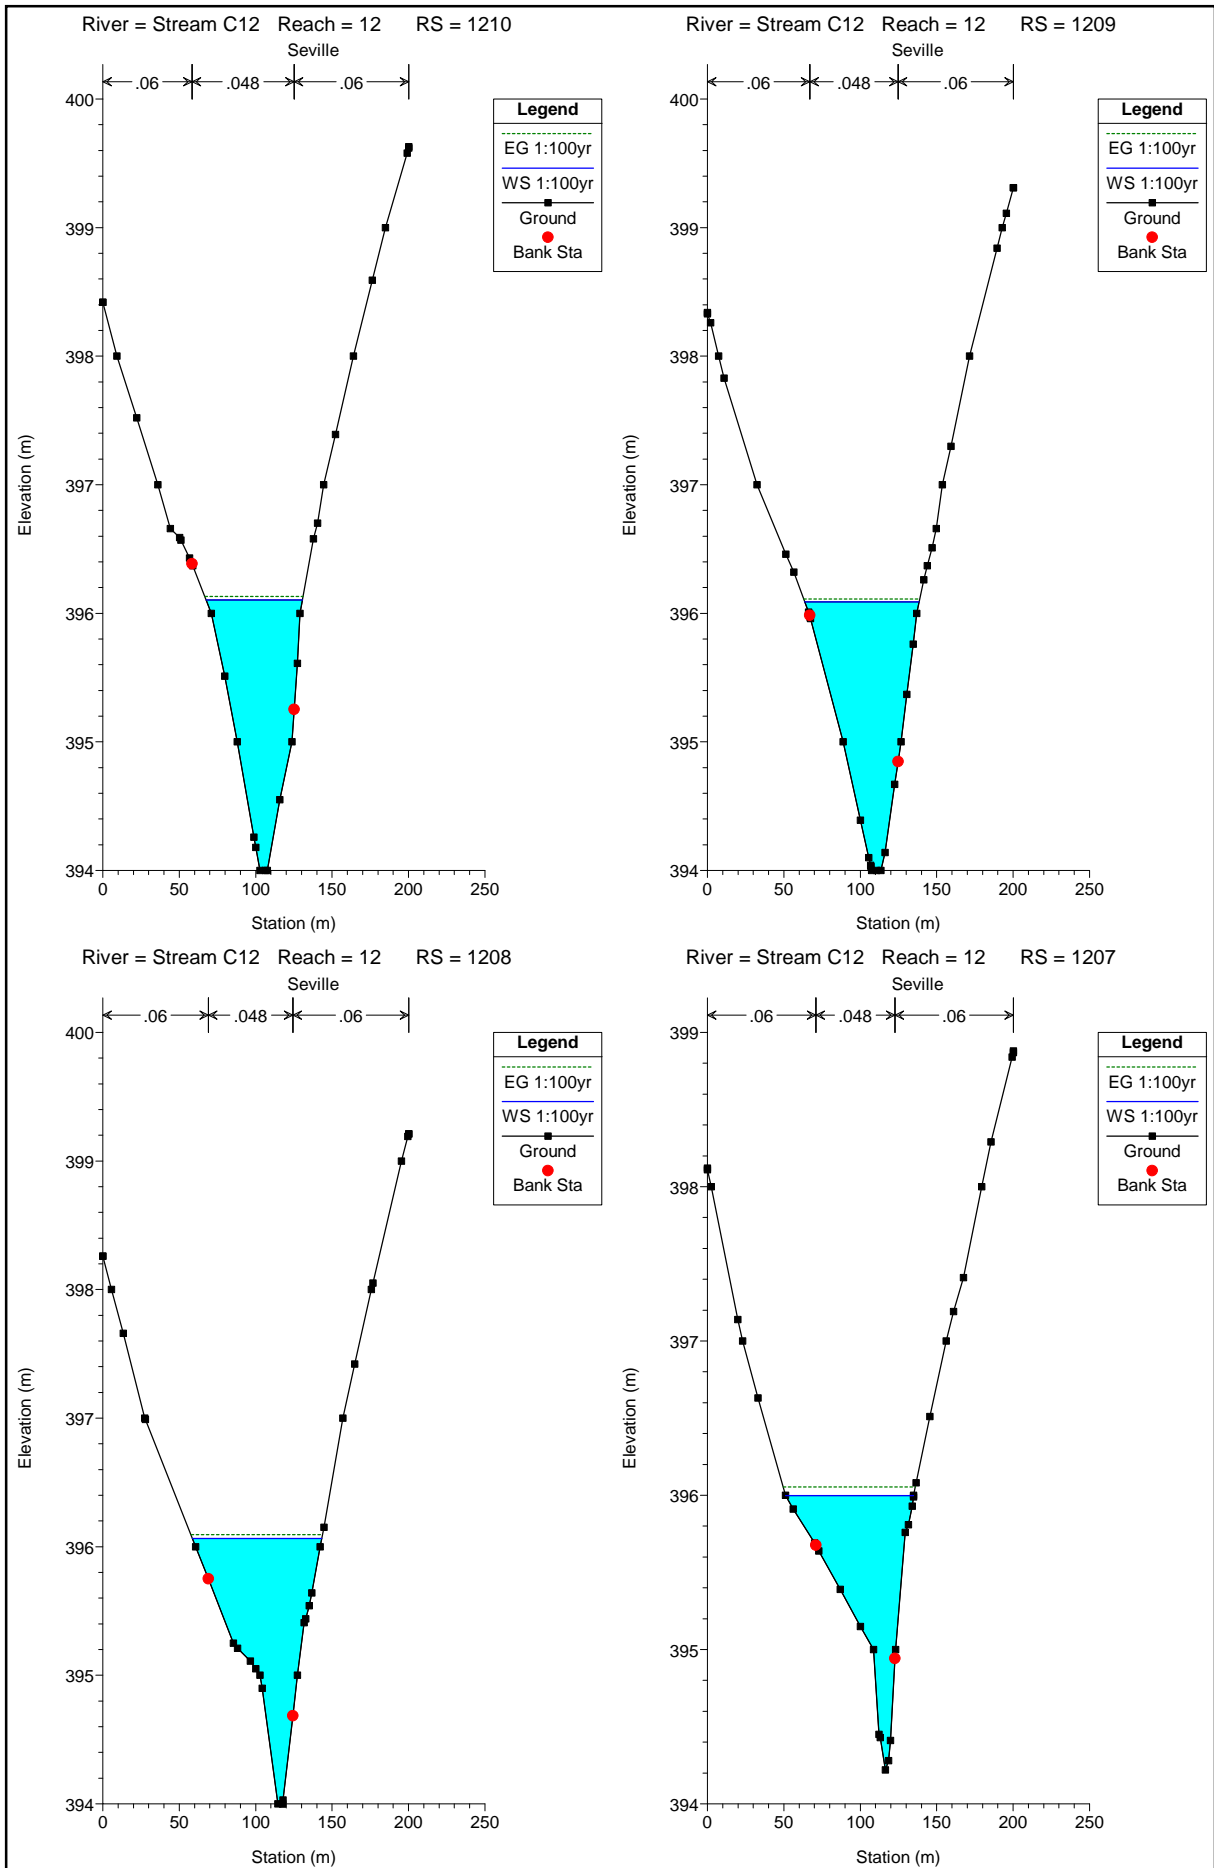 River = Stream C12 Reach = 12 RS = 1210
Seville
.06 .048 .06
Legend
EG 1:100yr
WS 1:100yr
Ground
Bank Sta
400
399
398
397
396
395
394
Elevation (m)
0 50 100 150 200 250
Station (m)
River = Stream C12 Reach = 12 RS = 1209
Seville
.06 .048 .06
Legend
EG 1:100yr
WS 1:100yr
Ground
Bank Sta
400
399
398
397
396
395
394
Elevation (m)
0 50 100 150 200 250
Station (m)
River = Stream C12 Reach = 12 RS = 1208
Seville
.06 .048 .06
Legend
EG 1:100yr
WS 1:100yr
Ground
Bank Sta
400
399
398
397
396
395
394
Elevation (m)
0 50 100 150 200 250
Station (m)
River = Stream C12 Reach = 12 RS = 1207
Seville
.06 .048 .06
Legend
EG 1:100yr
WS 1:100yr
Ground
Bank Sta
399
398
397
396
395
394
Elevation (m)
0 50 100 150 200 250
Station (m)